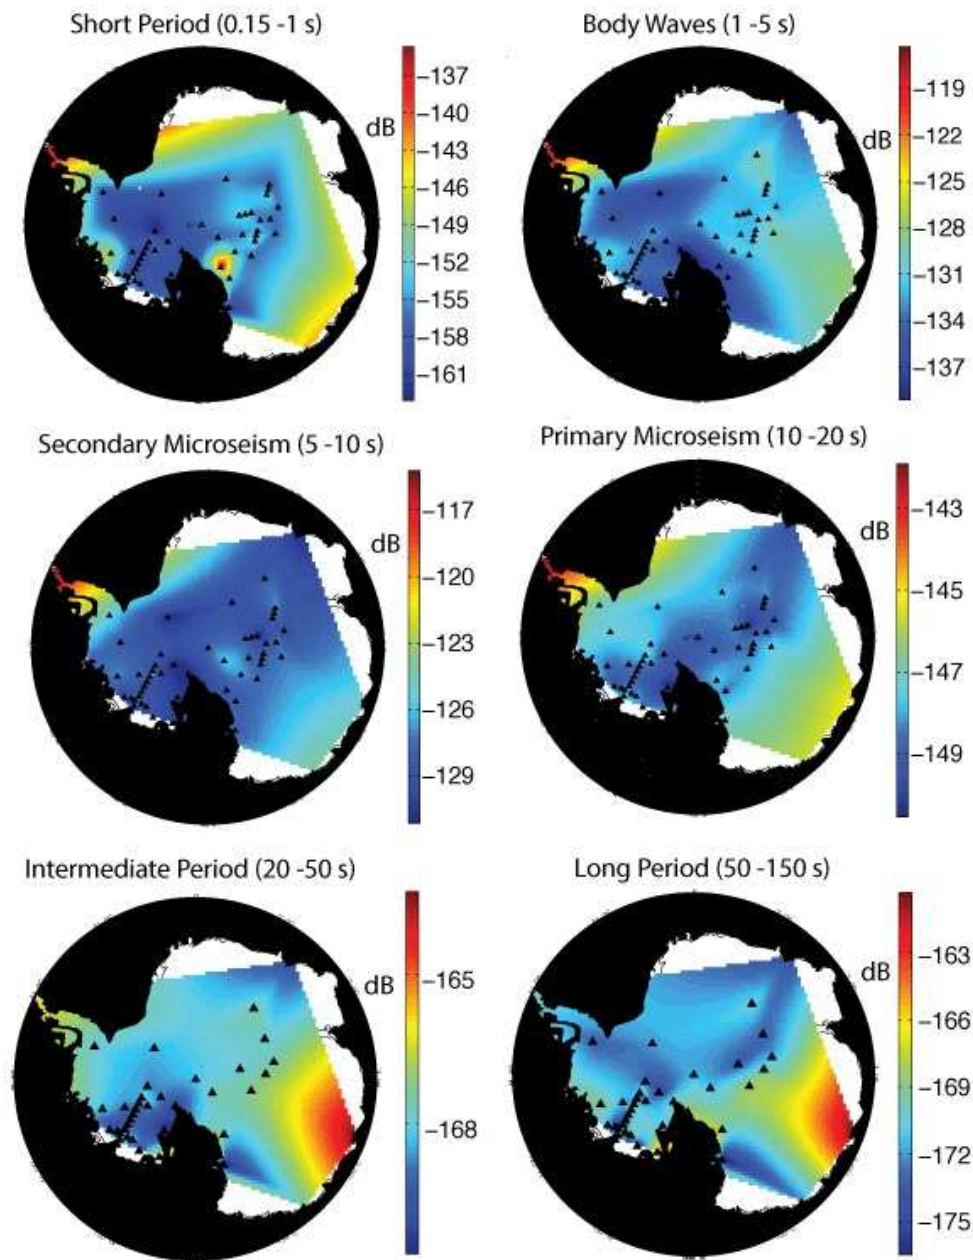 Short Period (0.15 -1 s)
dB
−137
−140
−143
−146
−149
−152
−155
−158
−161
Body Waves (1 -5 s)
dB
−119
−122
−125
−128
−131
−134
−137
Secondary Microseism (5 -10 s)
dB
−117
−120
−123
−126
−129
Primary Microseism (10 -20 s)
dB
−143
−145
−147
−149
Intermediate Period (20 -50 s)
dB
−165
−168
Long Period (50 -150 s)
dB
−163
−166
−169
−172
−175